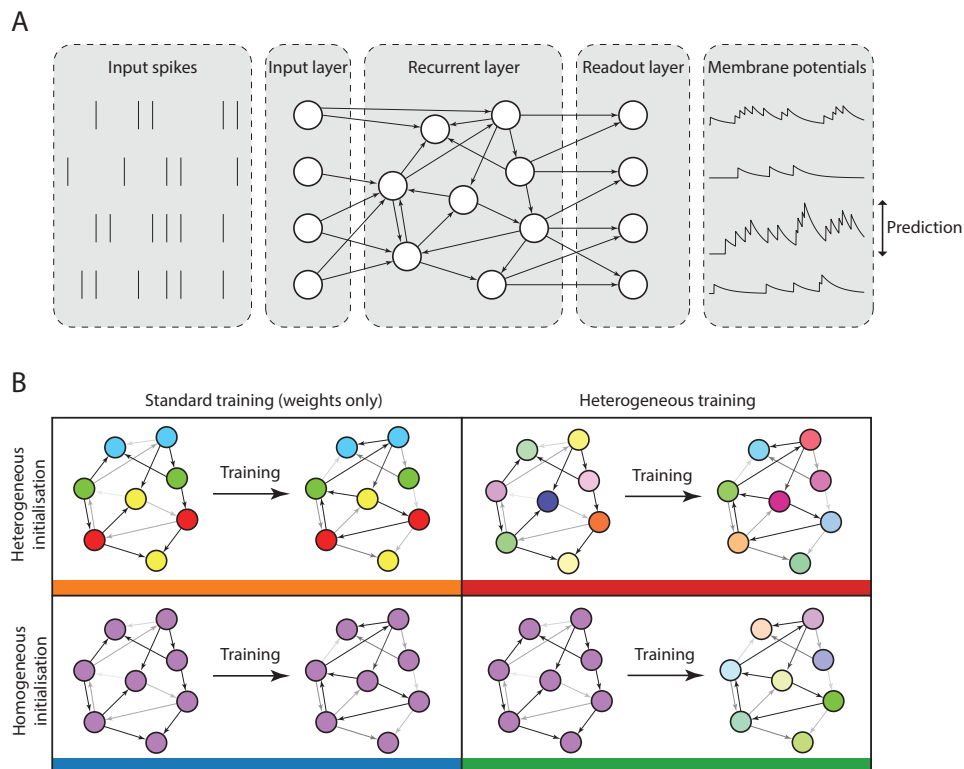 A
Input spikes
Input layer
Recurrent layer
Readout layer
Membrane potentials
Prediction
B
Standard training (weights only)
Heterogeneous training
Heterogeneous
initialisation
Training
Training
Homogeneous
initialisation
Training
Training